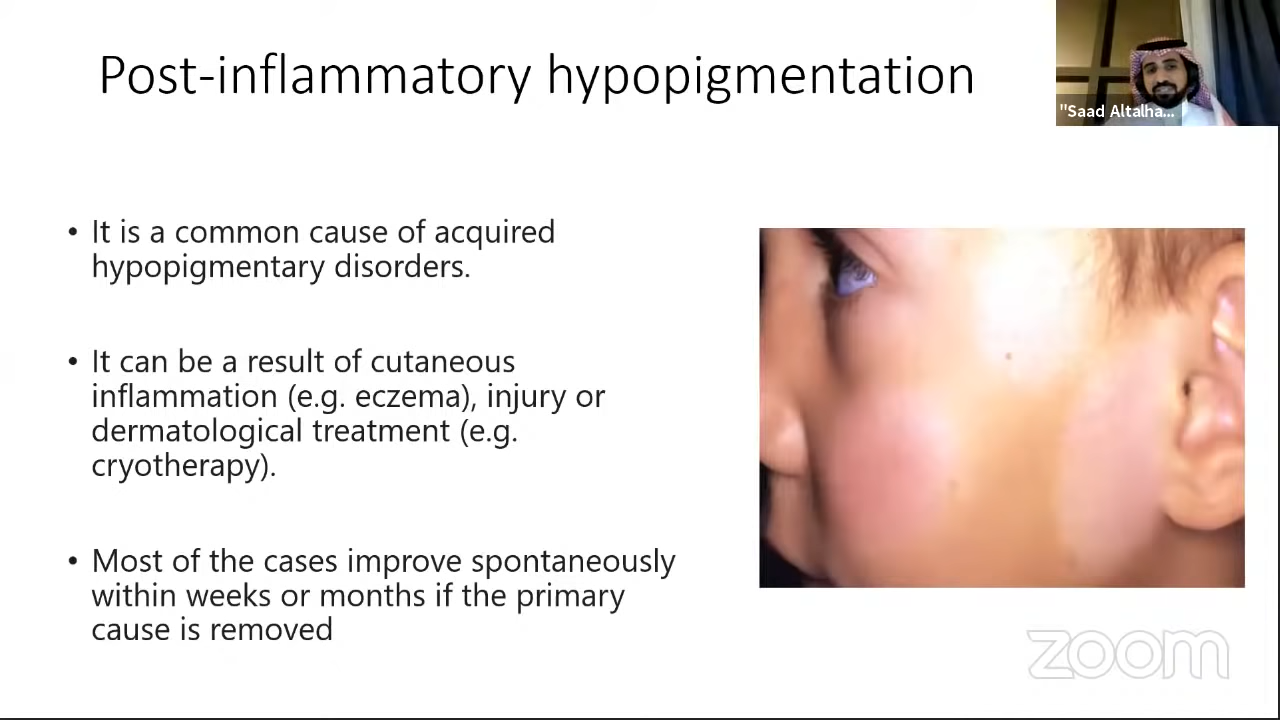 Post-inflammatory hypopigmentation
"Saad Altalha...
• It is a common cause of acquired
hypopigmentary disorders.
• It can be a result of cutaneous
inflammation (e.g. eczema), injury or
dermatological treatment (e.g.
cryotherapy).
• Most of the cases improve spontaneously
within weeks or months if the primary
cause is removed
zoom